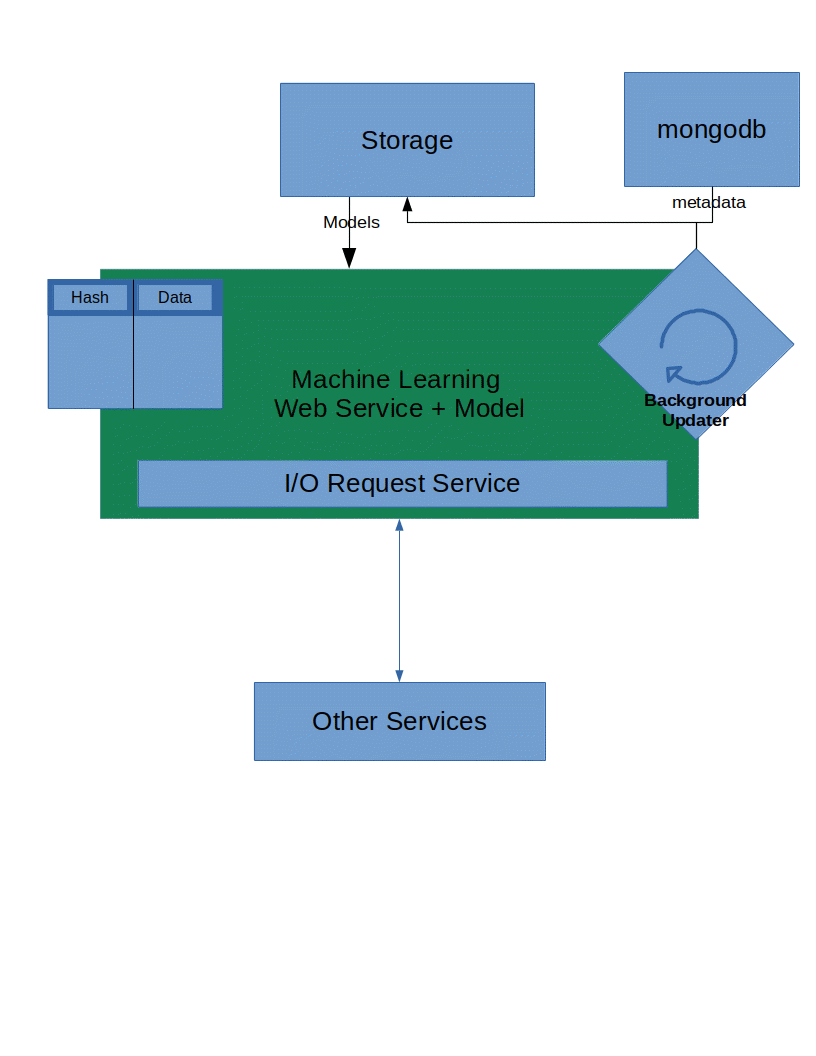 Storage
mongodb
metadata
Models
Hash
Data
Machine Learning
Web Service + Model
Background
Updater
I/O Request Service
Other Services